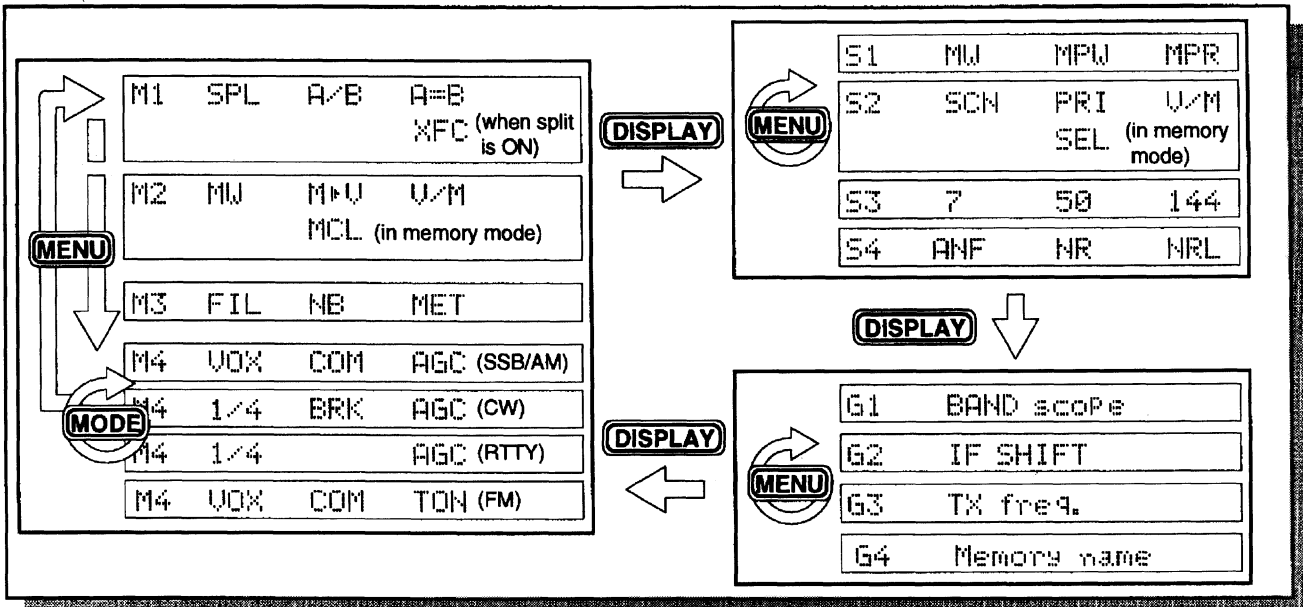 M1 SPL A/B A=B
XFC (when split is ON)
M2 MW M▸V V/M
MCL (in memory mode)
MENU
M3 FIL NB MET
M4 VOX COM AGC (SSB/AM)
M4 1/4 BRK AGC (CW)
MODE
M4 1/4 AGC (RTTY)
M4 VOX COM TON (FM)
DISPLAY
S1 MW MPW MPR
MENU
S2 SCN PRI V/M
SEL (in memory mode)
S3 7 50 144
S4 ANF NR NRL
DISPLAY
G1 BAND scope
G2 IF SHIFT
MENU
G3 TX freq.
G4 Memory name
DISPLAY